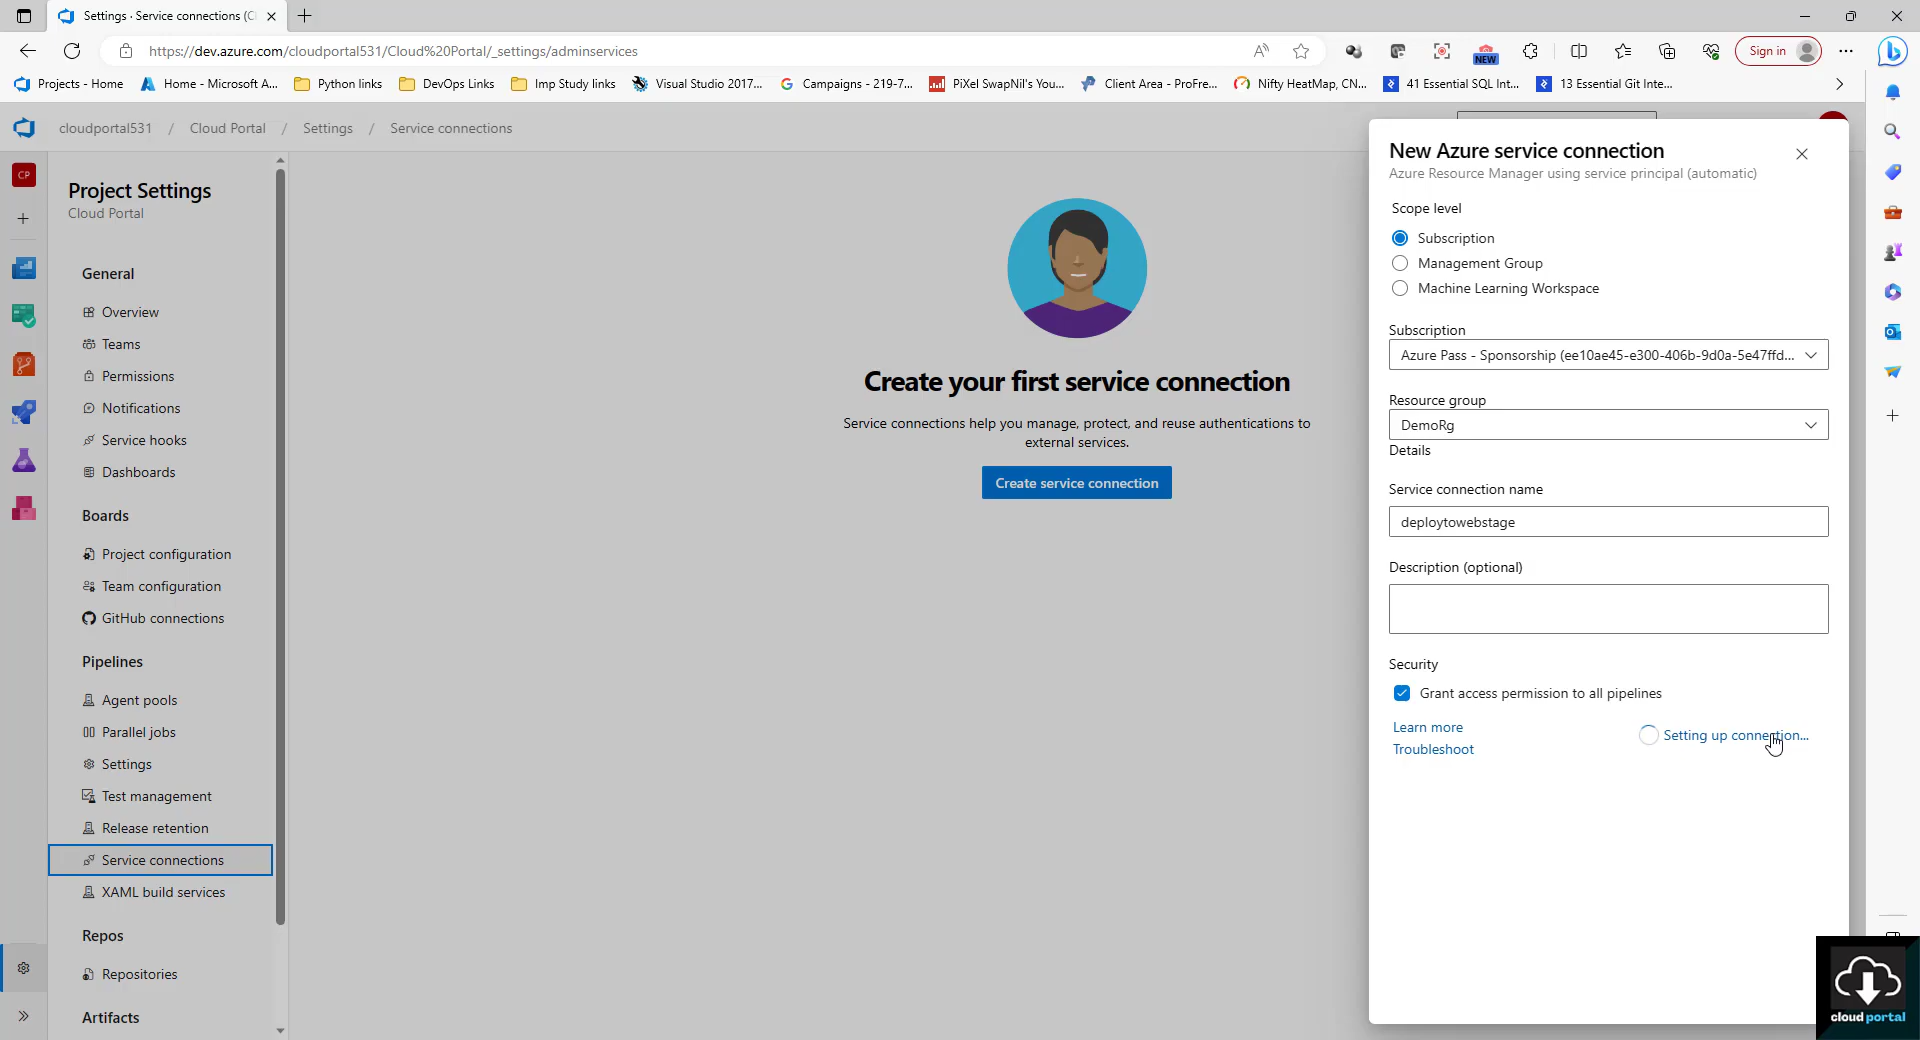 Settings · Service connections (C
https://dev.azure.com/cloudportal531/Cloud%20Portal/_settings/adminservices
NEW
Sign in
Projects - Home
Home - Microsoft A...
Python links
DevOps Links
Imp Study links
Visual Studio 2017...
Campaigns - 219-7...
PiXel SwapNil's You...
Client Area - ProFre...
Nifty HeatMap, CN...
41 Essential SQL Int...
13 Essential Git Inte...
cloudportal531 / Cloud Portal / Settings / Service connections
CP
Project Settings
Cloud Portal
General
Overview
Teams
Permissions
Notifications
Service hooks
Dashboards
Boards
Project configuration
Team configuration
GitHub connections
Pipelines
Agent pools
Parallel jobs
Settings
Test management
Release retention
Service connections
XAML build services
Repos
Repositories
Artifacts
Create your first service connection
Service connections help you manage, protect, and reuse authentications to
external services.
Create service connection
New Azure service connection
Azure Resource Manager using service principal (automatic)
Scope level
Subscription
Management Group
Machine Learning Workspace
Subscription
Azure Pass - Sponsorship (ee10ae45-e300-406b-9d0a-5e47ffd...
Resource group
DemoRg
Details
Service connection name
deploytowebstage
Description (optional)
Security
Grant access permission to all pipelines
Learn more
Troubleshoot
Setting up connection...
cloud portal